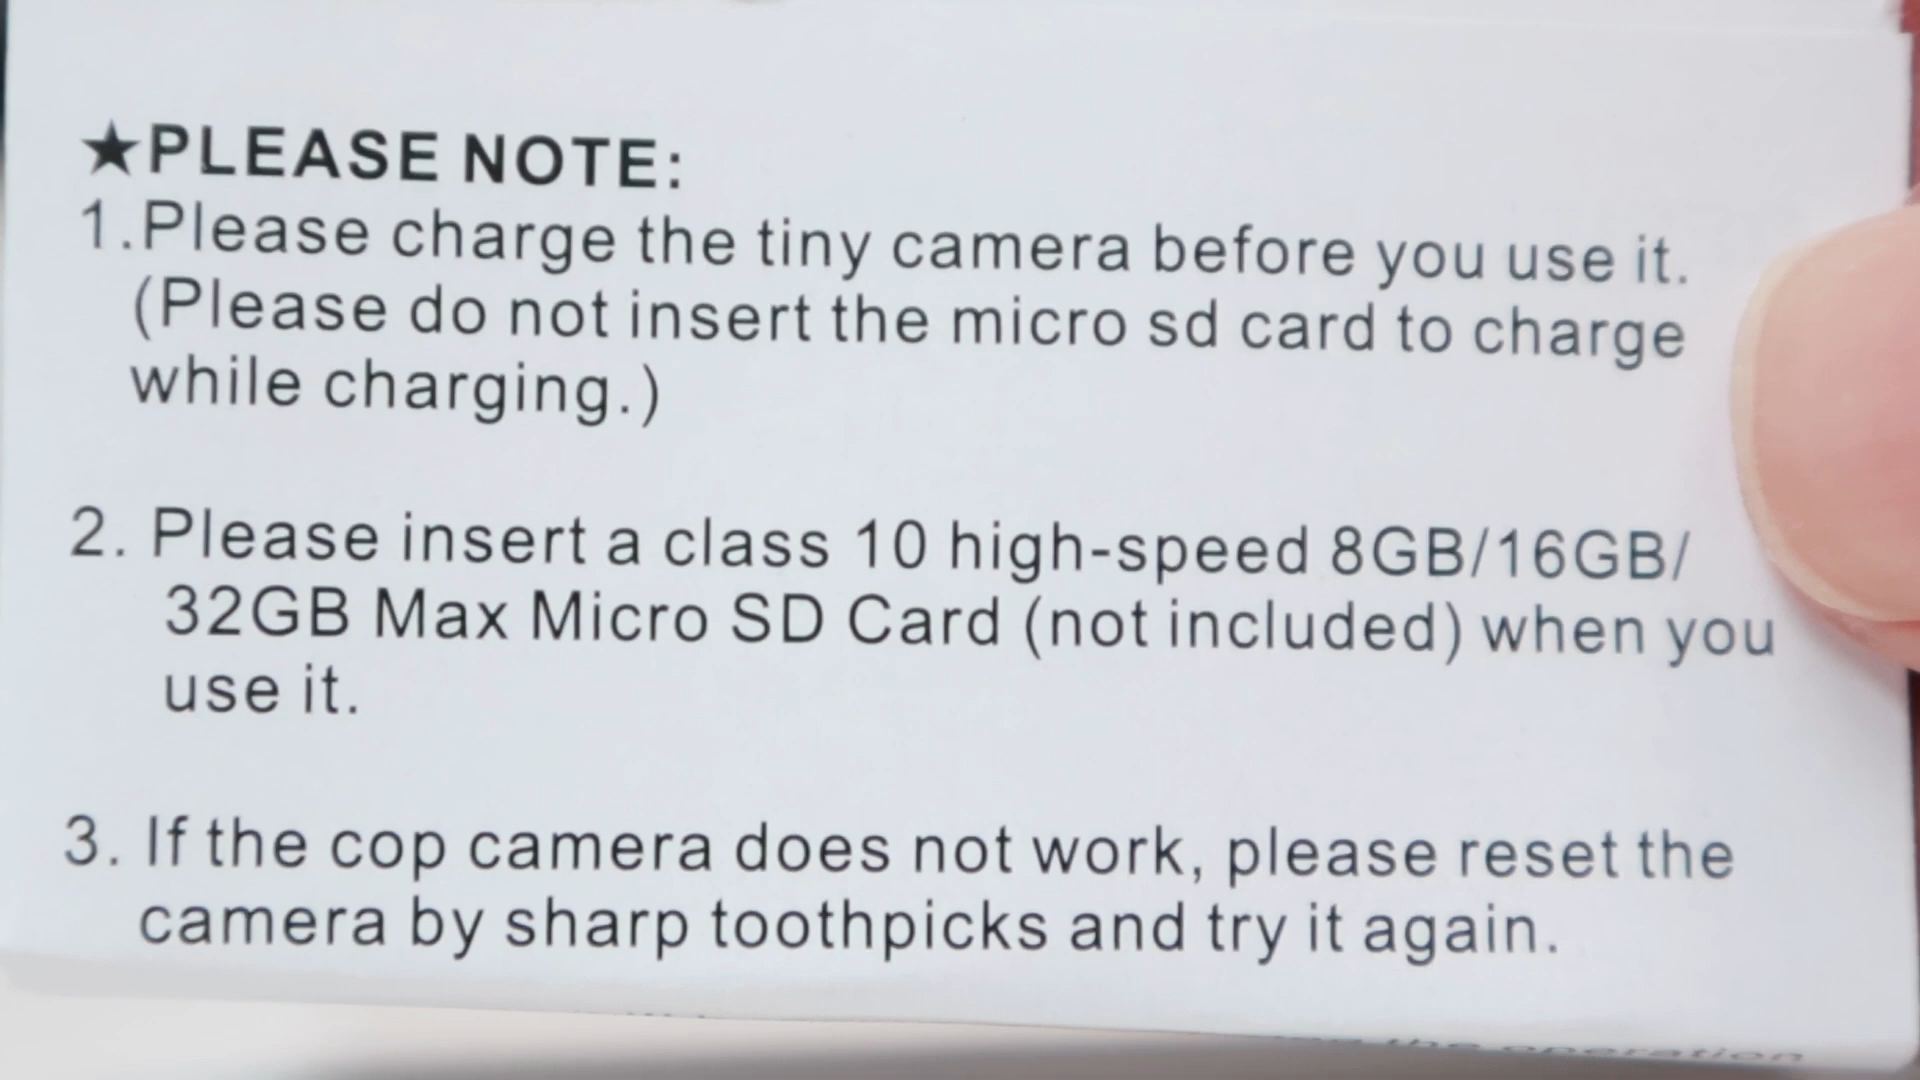 ★PLEASE NOTE:
1.Please charge the tiny camera before you use it.
(Please do not insert the micro sd card to charge
while charging.)
2. Please insert a class 10 high-speed 8GB/16GB/
32GB Max Micro SD Card (not included) when you
use it.
3. If the cop camera does not work, please reset the
camera by sharp toothpicks and try it again.
the operation